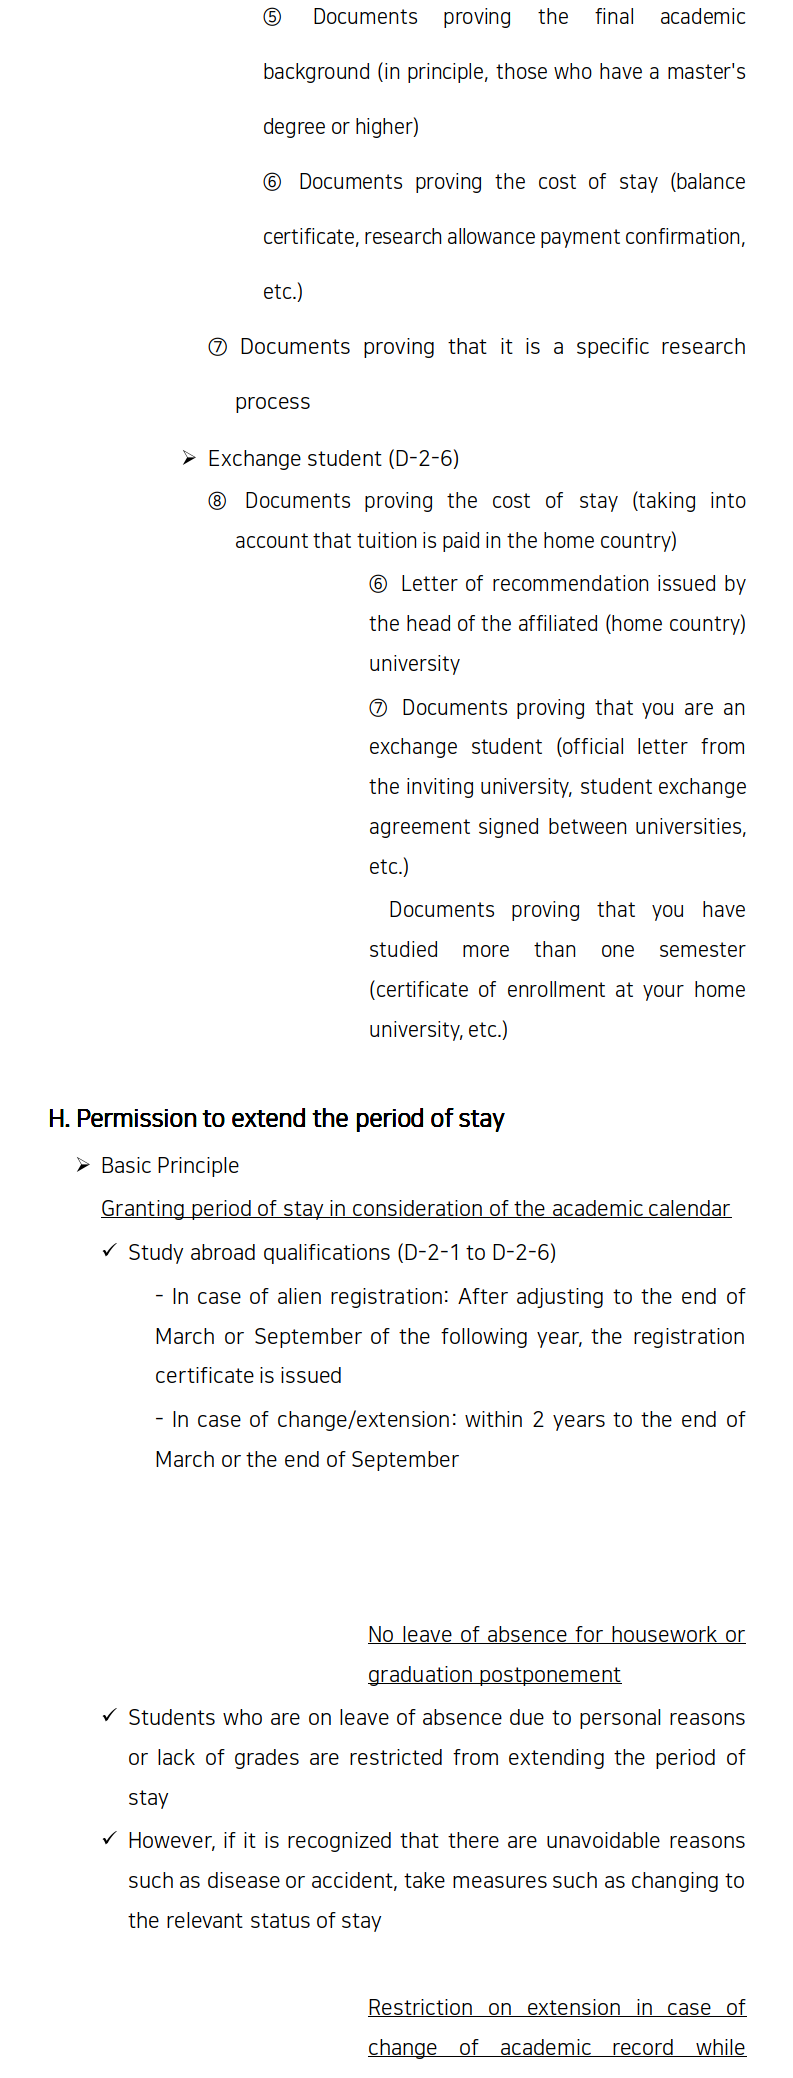 ⑤ Documents proving the final academic
background (in principle, those who have a master's
degree or higher)
⑥ Documents proving the cost of stay (balance
certificate, research allowance payment confirmation,
etc.)
⑦ Documents proving that it is a specific research
process
➢ Exchange student (D-2-6)
⑧ Documents proving the cost of stay (taking into
account that tuition is paid in the home country)
⑥ Letter of recommendation issued by
the head of the affiliated (home country)
university
⑦ Documents proving that you are an
exchange student (official letter from
the inviting university, student exchange
agreement signed between universities,
etc.)
Documents proving that you have
studied more than one semester
(certificate of enrollment at your home
university, etc.)
H. Permission to extend the period of stay
➢ Basic Principle
Granting period of stay in consideration of the academic calendar
✓ Study abroad qualifications (D-2-1 to D-2-6)
- In case of alien registration: After adjusting to the end of
March or September of the following year, the registration
certificate is issued
- In case of change/extension: within 2 years to the end of
March or the end of September
No leave of absence for housework or
graduation postponement
✓ Students who are on leave of absence due to personal reasons
or lack of grades are restricted from extending the period of
stay
✓ However, if it is recognized that there are unavoidable reasons
such as disease or accident, take measures such as changing to
the relevant status of stay
Restriction on extension in case of
change of academic record while